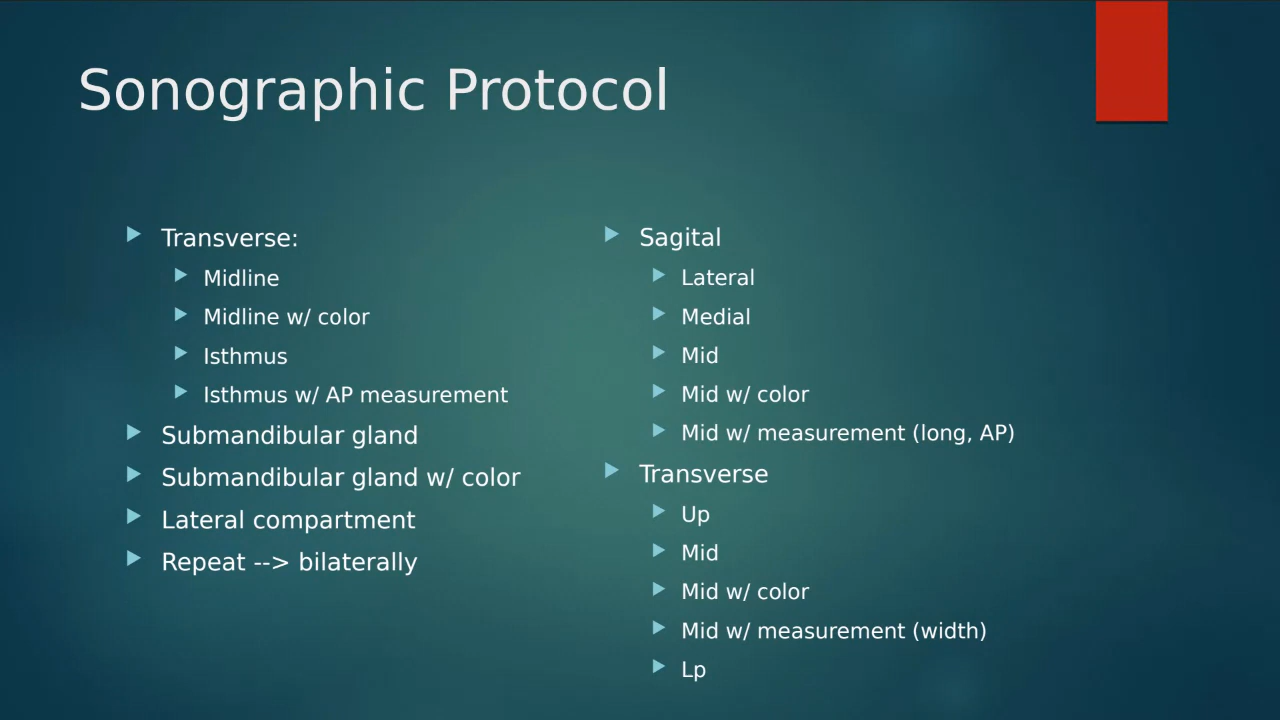 Sonographic Protocol
Transverse:
Midline
Midline w/ color
Isthmus
Isthmus w/ AP measurement
Submandibular gland
Submandibular gland w/ color
Lateral compartment
Repeat --> bilaterally
Sagital
Lateral
Medial
Mid
Mid w/ color
Mid w/ measurement (long, AP)
Transverse
Up
Mid
Mid w/ color
Mid w/ measurement (width)
Lp